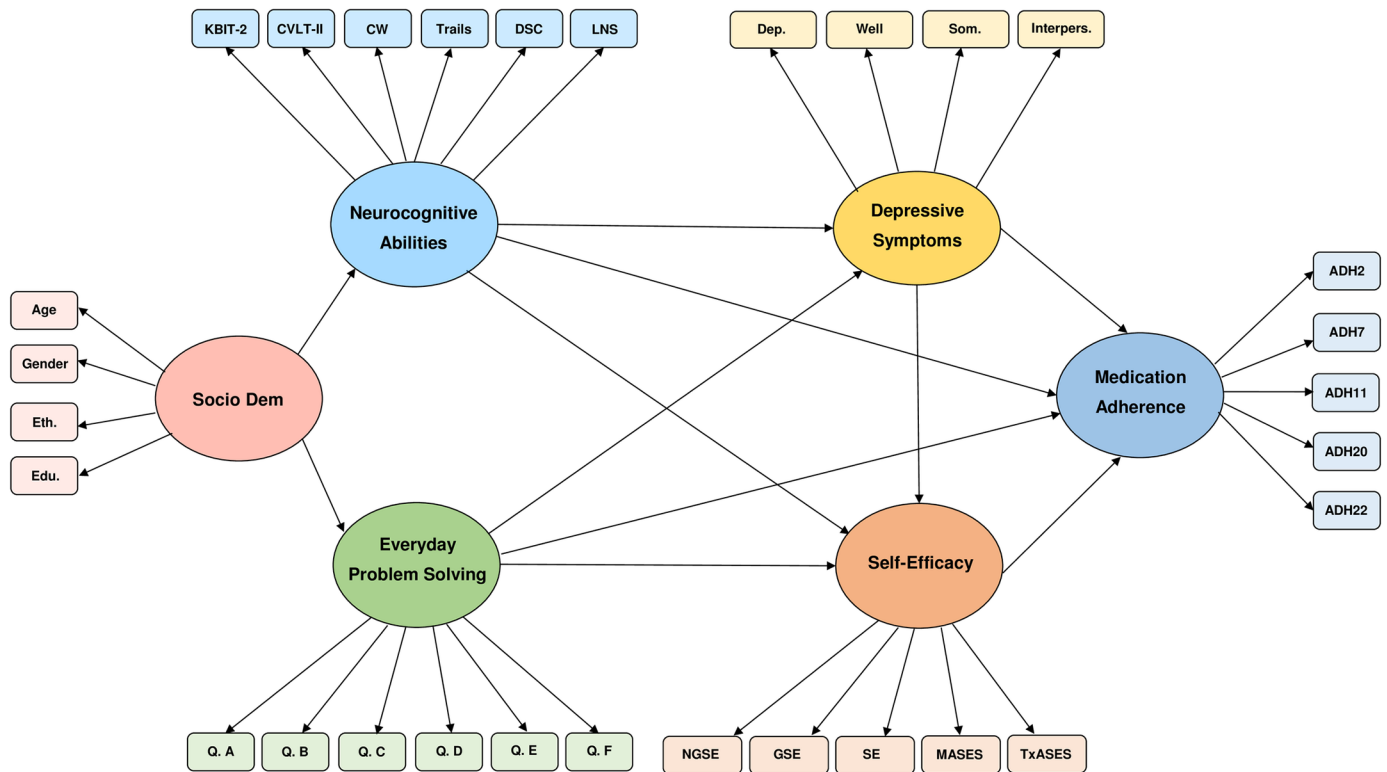 KBIT-2
CVLT-II
CW
Trails
DSC
LNS
Dep.
Well
Som.
Interpers.
Neurocognitive
Abilities
Depressive
Symptoms
Age
Gender
Eth.
Edu.
Socio Dem
Medication
Adherence
ADH2
ADH7
ADH11
ADH20
ADH22
Everyday
Problem Solving
Self-Efficacy
Q. A
Q. B
Q. C
Q. D
Q. E
Q. F
NGSE
GSE
SE
MASES
TxASES